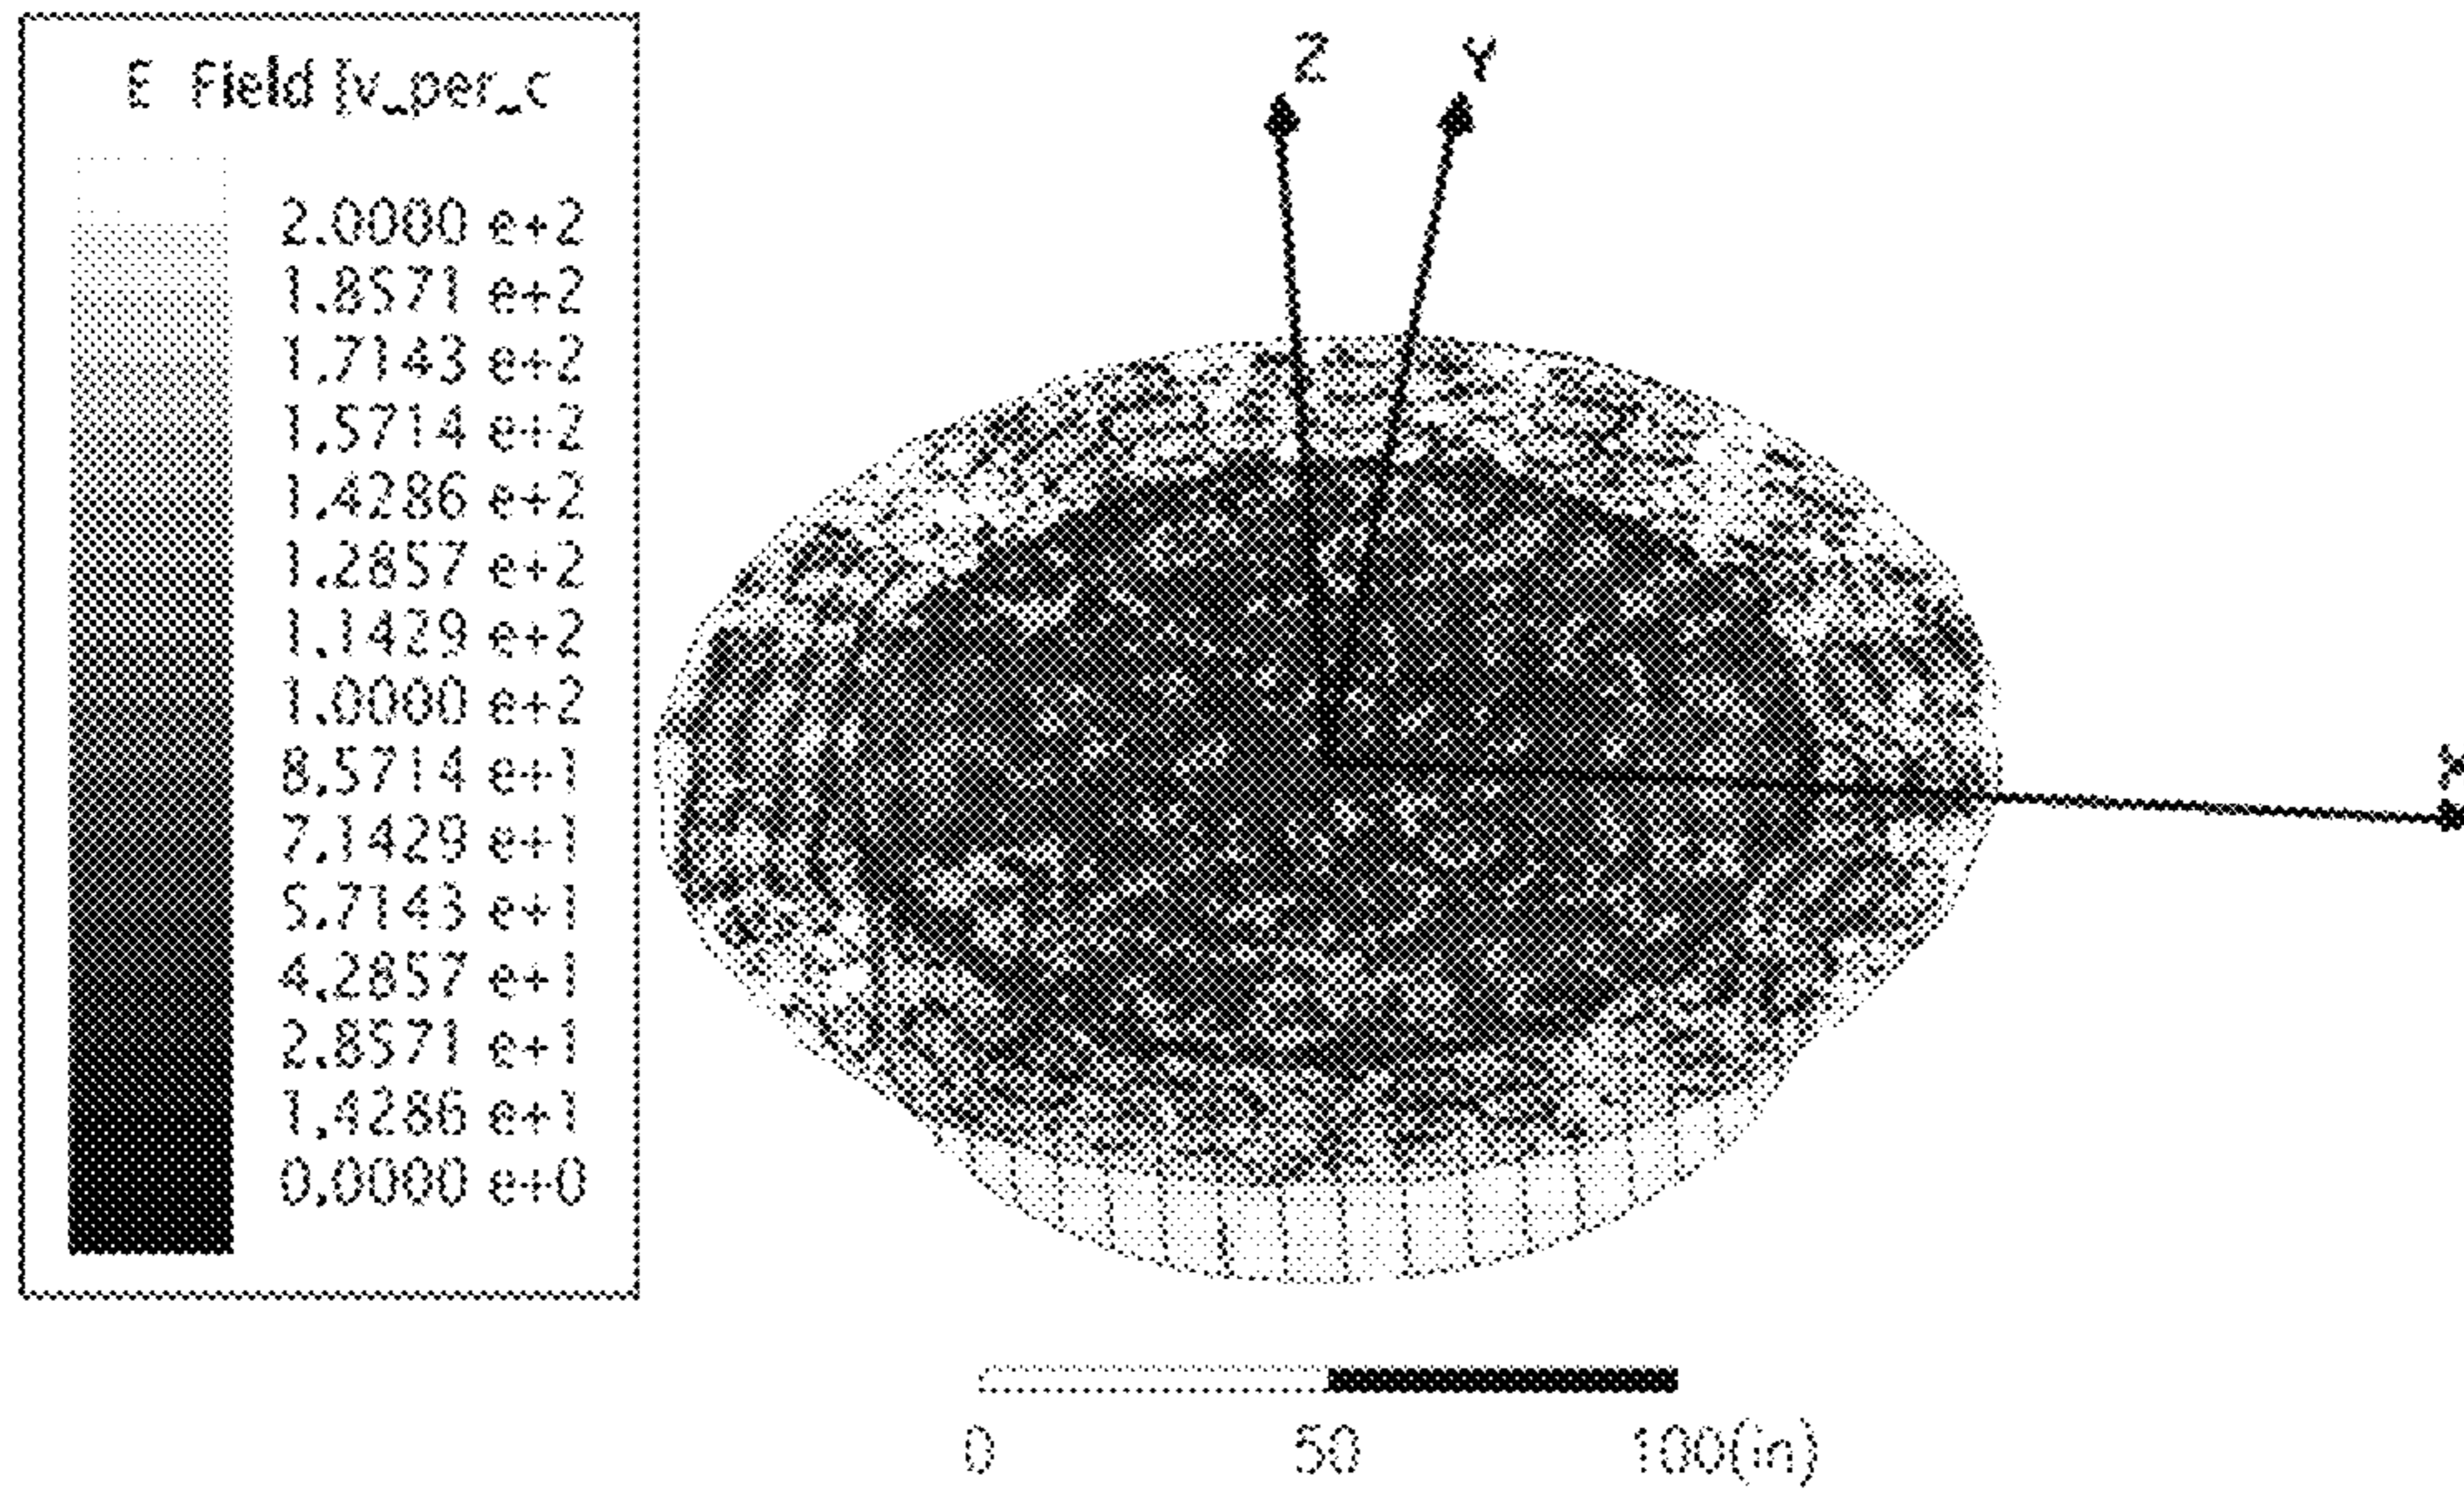 E Field [v_per_c
2.0000 e+2
1.8571 e+2
1.7143 e+2
1.5714 e+2
1.4286 e+2
1.2857 e+2
1.1429 e+2
1.0000 e+2
8.5714 e+1
7.1429 e+1
5.7143 e+1
4.2857 e+1
2.8571 e+1
1.4286 e+1
0.0000 e+0
Z Y
X
0 50 100(in)